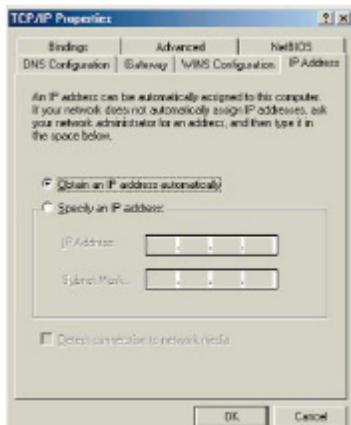 TCP/IP Properties
Bindings Advanced NetBIOS
DNS Configuration Gateway WINS Configuration IP Address
An IP address can be automatically assigned to this computer.
If your network does not automatically assign IP addresses, ask
your network administrator for an address, and then type it in
the space below.
Obtain an IP address automatically
Specify an IP address:
IP Address:
Subnet Mask:
Detect connection to network media
OK Cancel